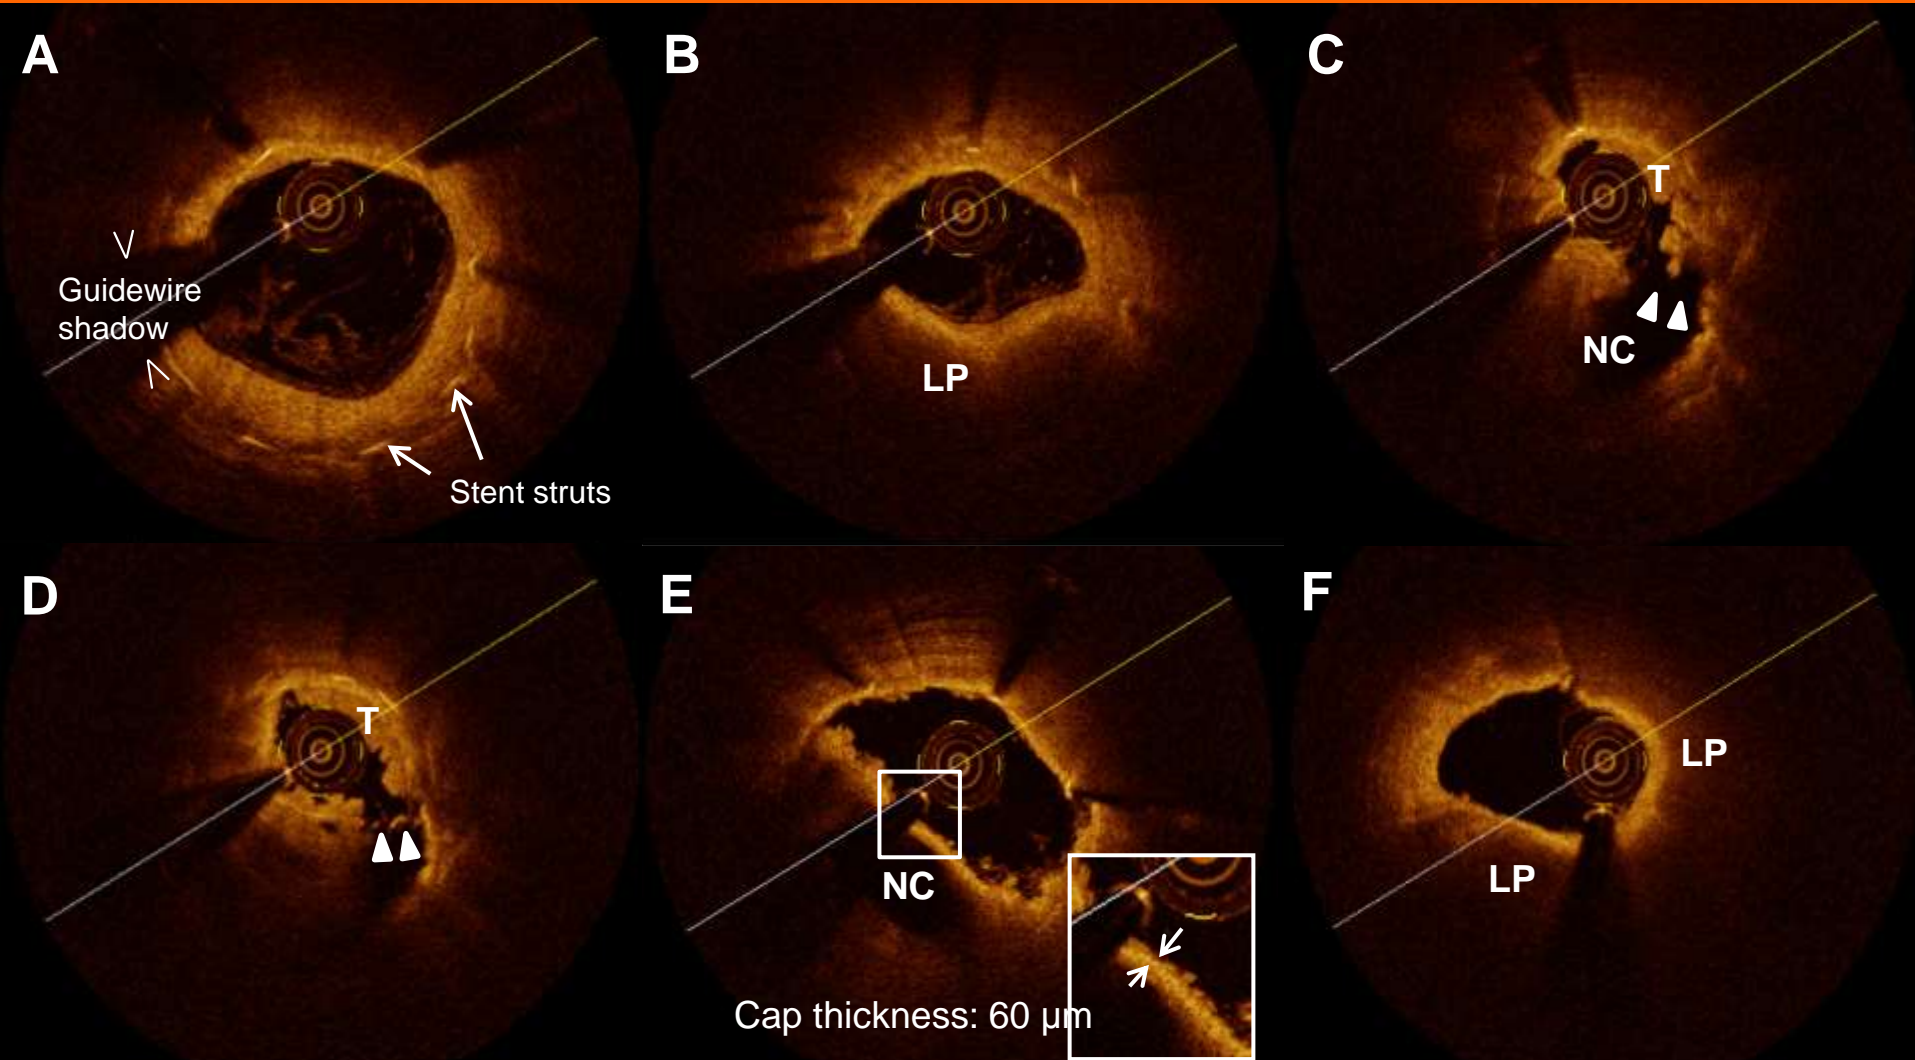 A
B
C
Guidewire
shadow
Stent struts
LP
T
NC
D
E
F
T
NC
Cap thickness: 60 µm
LP
LP